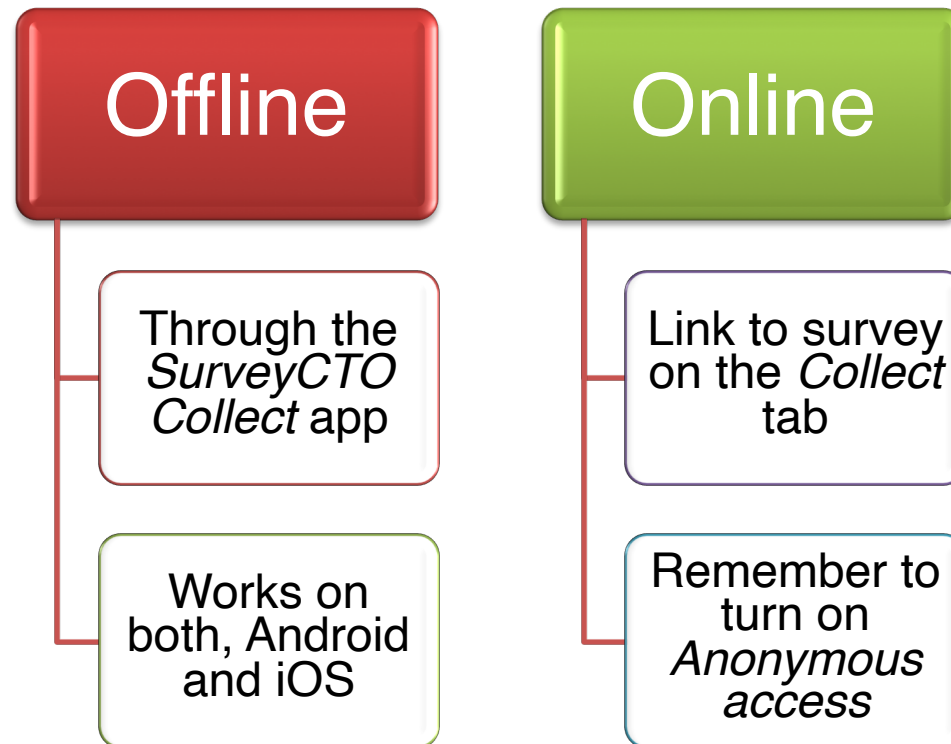 Offline
Through the
SurveyCTO
Collect app
Works on
both, Android
and iOS
Online
Link to survey
on the Collect
tab
Remember to
turn on
Anonymous
access